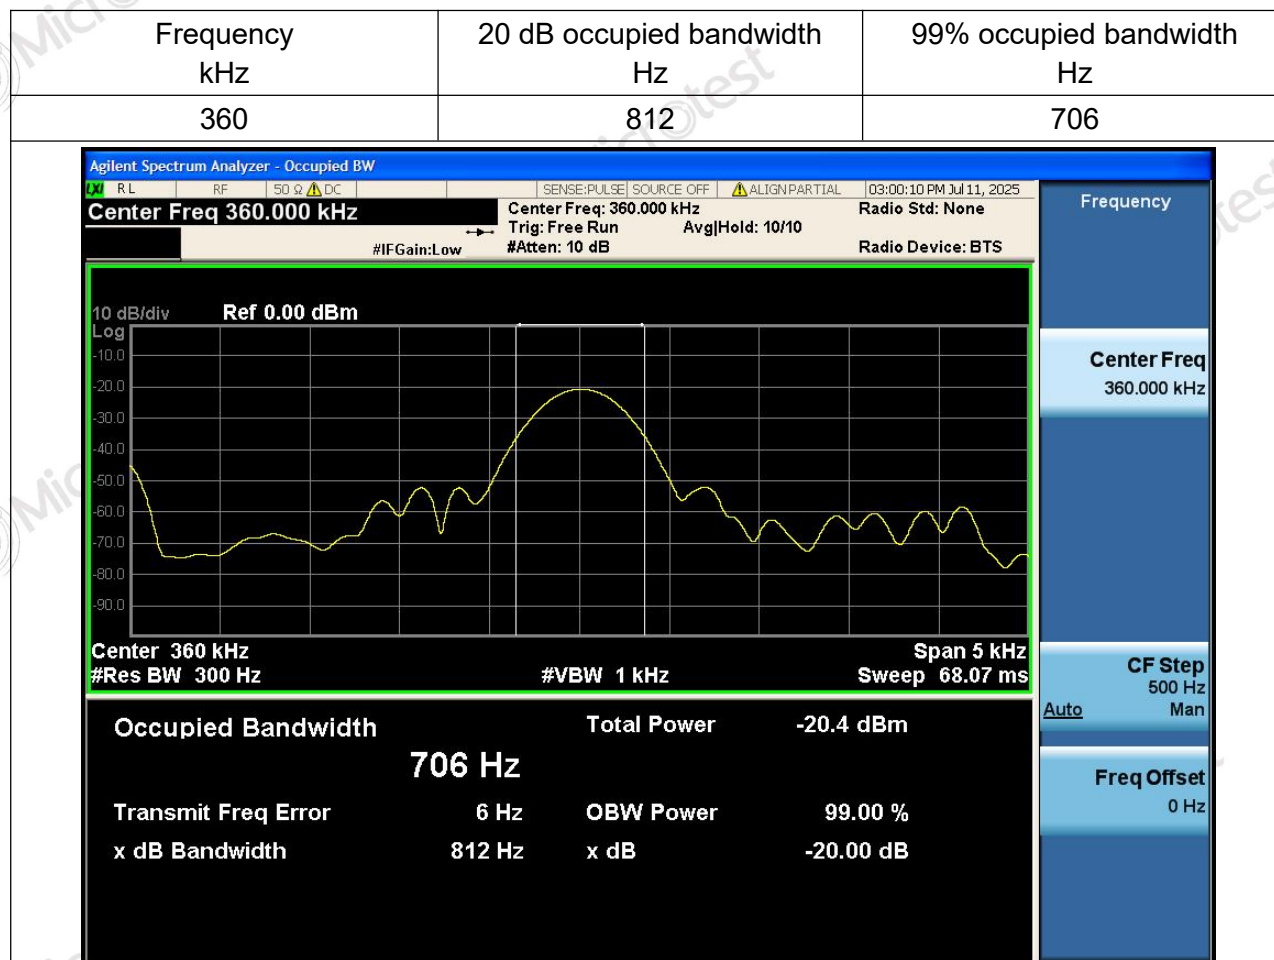 Frequency 20 dB occupied bandwidth 99% occupied bandwidth
kHz Hz Hz
360 812 706
Agilent Spectrum Analyzer - Occupied BW
LXI RL RF 50 Ω DC SENSE:PULSE SOURCE OFF ALIGN PARTIAL 03:00:10 PM Jul 11, 2025
Center Freq 360.000 kHz Center Freq: 360.000 kHz Radio Std: None Frequency
Trig: Free Run Avg|Hold: 10/10
#IFGain:Low #Atten: 10 dB Radio Device: BTS
10 dB/div Ref 0.00 dBm
Log
-10.0
-20.0
-30.0
-40.0
-50.0
-60.0
-70.0
-80.0
-90.0
Center Freq
360.000 kHz
Center 360 kHz Span 5 kHz
#Res BW 300 Hz #VBW 1 kHz Sweep 68.07 ms
CF Step
500 Hz
Auto Man
Occupied Bandwidth Total Power -20.4 dBm
706 Hz
Transmit Freq Error 6 Hz OBW Power 99.00 %
x dB Bandwidth 812 Hz x dB -20.00 dB
Freq Offset
0 Hz
Microtest